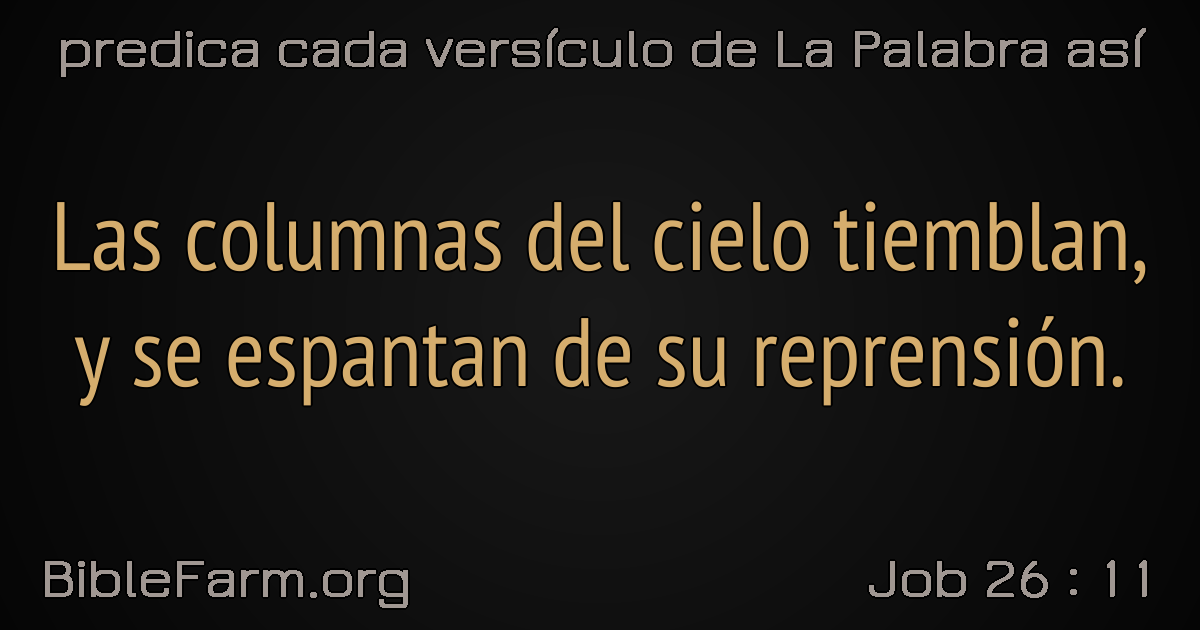 predica cada versículo de La Palabra así
Las columnas del cielo tiemblan,
y se espantan de su reprensión.
BibleFarm.org
Job 26 : 11